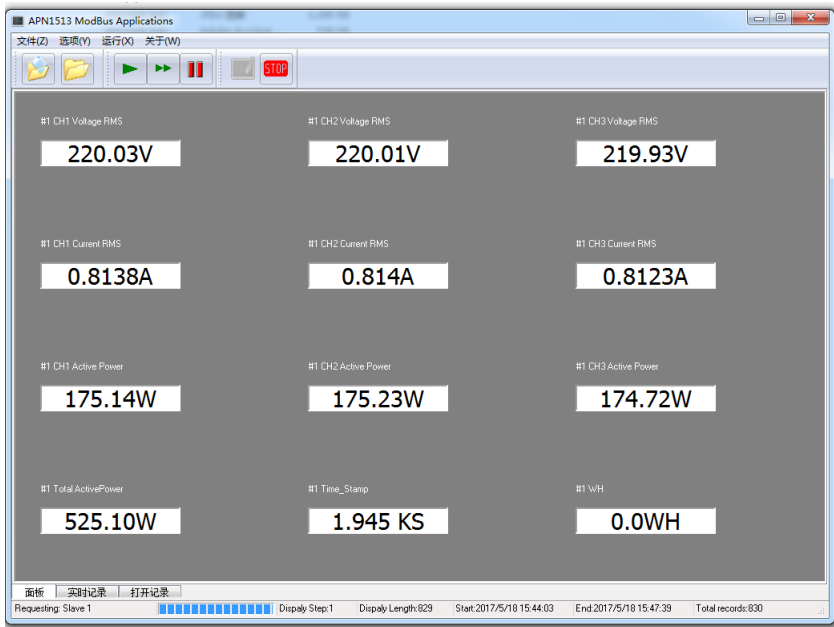 APN1513 ModBus Applications
文件(Z) 选项(Y) 运行(X) 关于(W)
STOP
#1 CH1 Voltage RMS #1 CH2 Voltage RMS #1 CH3 Voltage RMS
220.03V 220.01V 219.93V
#1 CH1 Current RMS #1 CH2 Current RMS #1 CH3 Current RMS
0.8138A 0.814A 0.8123A
#1 CH1 Active Power #1 CH2 Active Power #1 CH3 Active Power
175.14W 175.23W 174.72W
#1 Total ActivePower #1 Time_Stamp #1 WH
525.10W 1.945 KS 0.0WH
面板 实时记录 打开记录
Requesting: Slave 1 Dispaly Step:1 Dispaly Length:829 Start:2017/5/18 15:44:03 End:2017/5/18 15:47:39 Total records:830